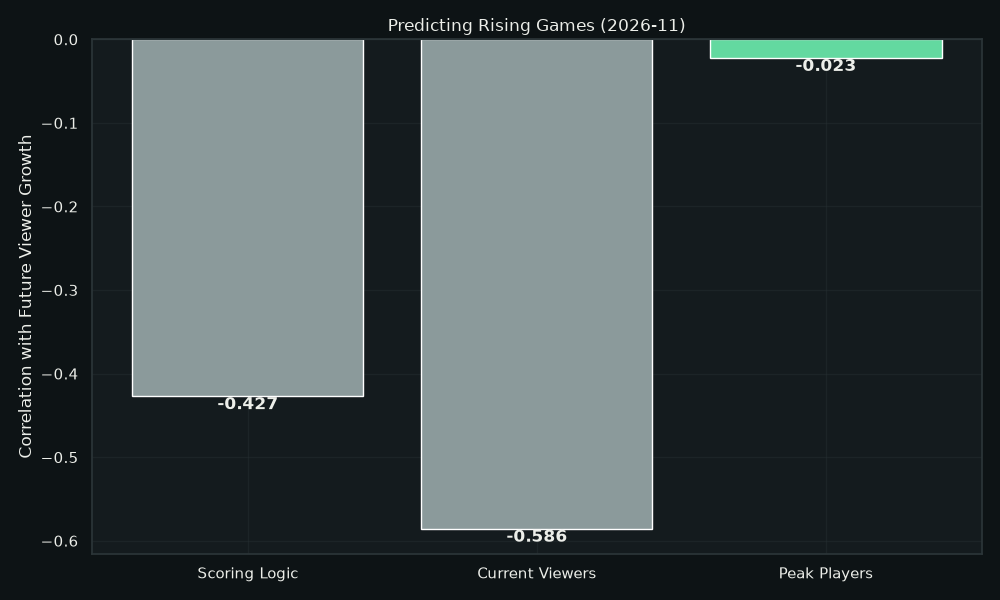 Predicting Rising Games (2026-11)
Correlation with Future Viewer Growth
0.0
−0.1
−0.2
−0.3
−0.4
−0.5
−0.6
-0.427
-0.586
-0.023
Scoring Logic
Current Viewers
Peak Players